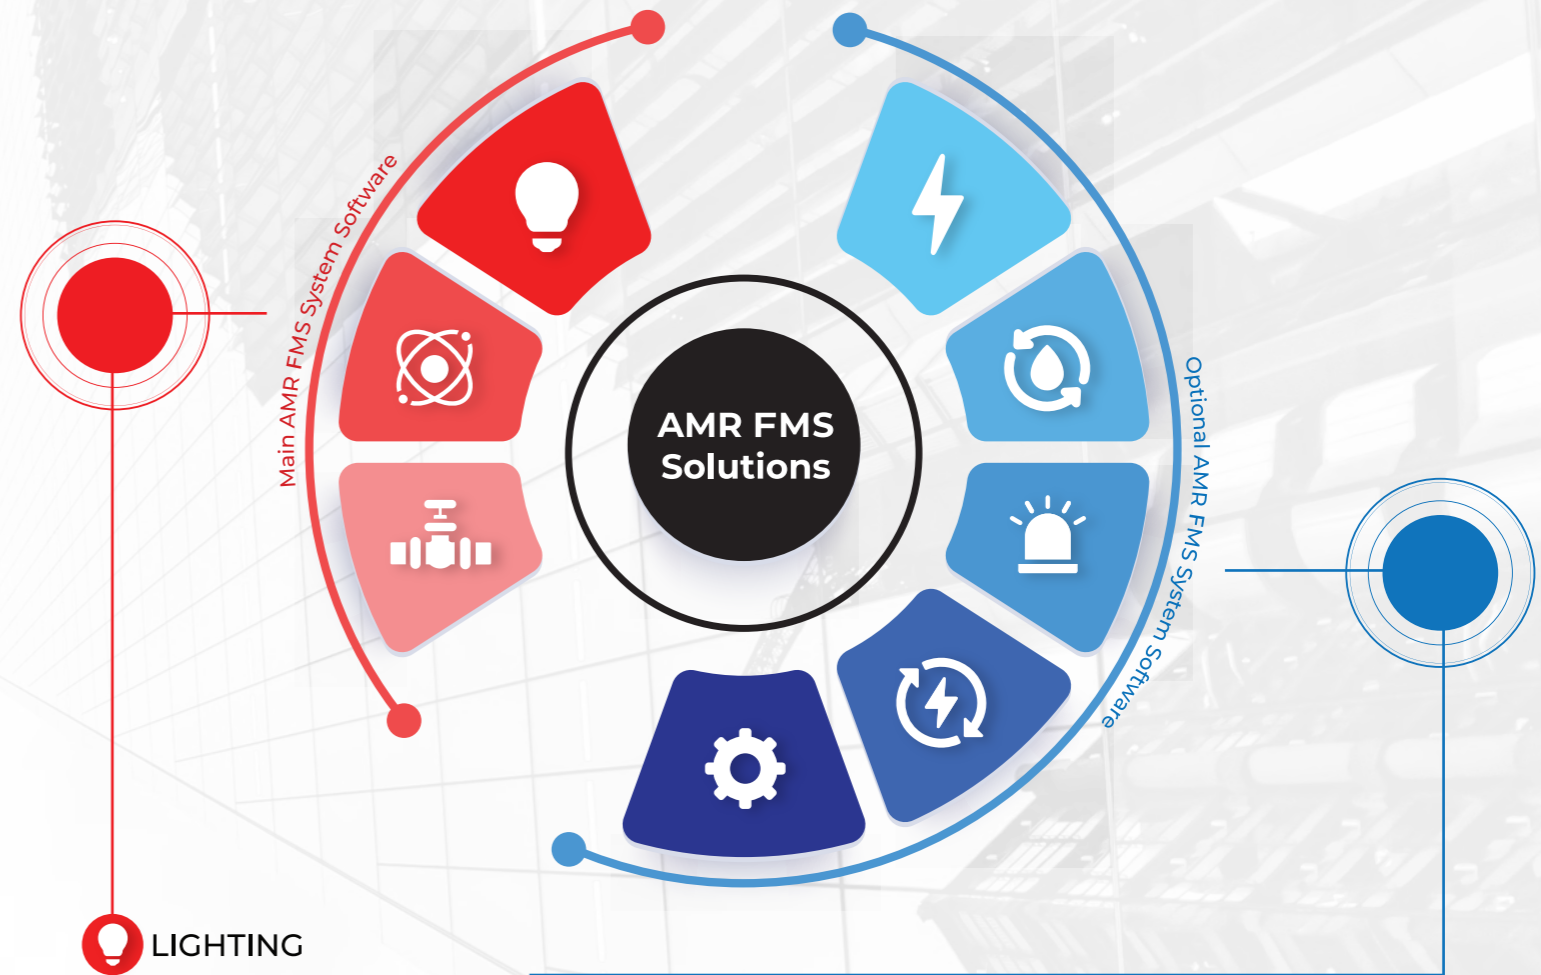 Main AMR FMS System Software
AMR FMS
Solutions
Optional AMR FMS System Software
LIGHTING